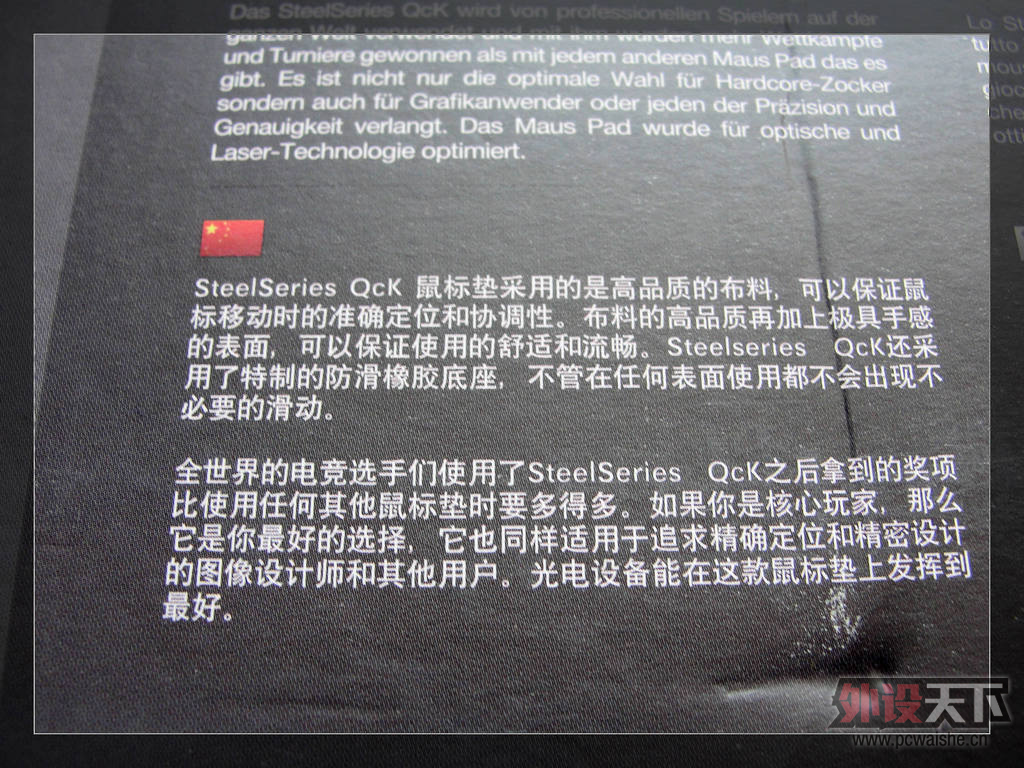 Das SteelSeries QcK wird von professionellen Spielern auf der
ganzen Welt verwendet und mit ihm wurden mehr Wettkämpfe
und Turniere gewonnen als mit jedem anderen Maus Pad das es
gibt. Es ist nicht nur die optimale Wahl für Hardcore-Zocker
sondern auch für Grafikanwender oder jeden der Präzision und
Genauigkeit verlangt. Das Maus Pad wurde für optische und
Laser-Technologie optimiert.
SteelSeries QcK 鼠标垫采用的是高品质的布料，可以保证鼠
标移动时的准确定位和协调性。布料的高品质再加上极具手感
的表面，可以保证使用的舒适和流畅。Steelseries QcK还采
用了特制的防滑橡胶底座，不管在任何表面使用都不会出现不
必要的滑动。
全世界的电竞选手们使用了SteelSeries QcK之后拿到的奖项
比使用任何其他鼠标垫时要多得多。如果你是核心玩家，那么
它是你最好的选择，它也同样适用于追求精确定位和精密设计
的图像设计师和其他用户。光电设备能在这款鼠标垫上发挥到
最好。
Lo
tutto
外设天下
www.pcwaishe.cn